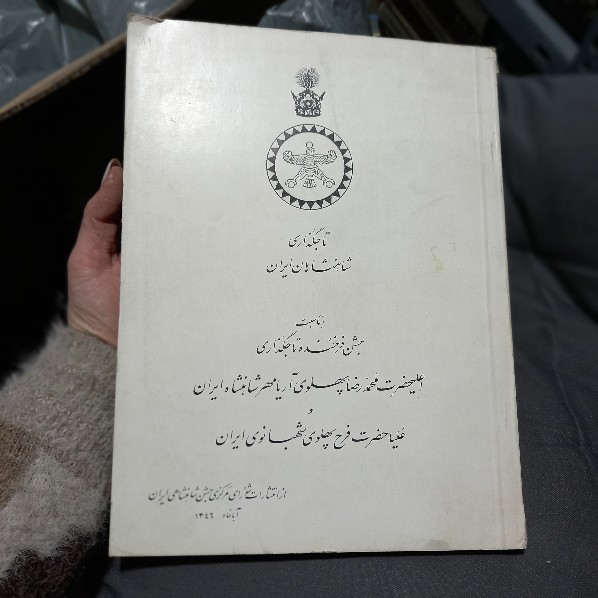 تاجگذاری
شاهنشاهان ایران
بمناسبت
جشن فرخنده تاجگذاری
اعلیحضرت محمدرضا پهلوی آریامهر شاهنشاه ایران
و
علیاحضرت فرح پهلوی شهبانوی ایران
از انتشارات شورای مرکزی جشن شاهنشاهی ایران
آبانماه ۱۳۴۶